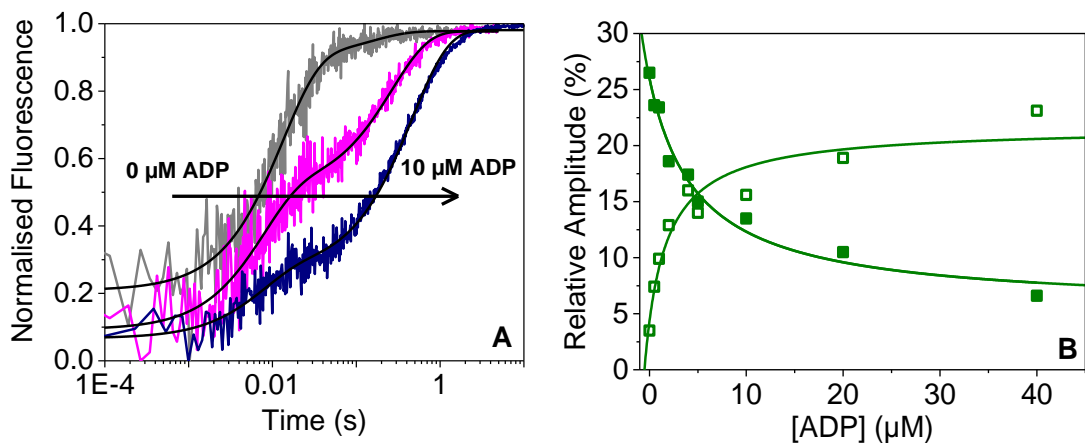 Normalised Fluorescence
1.0
0.8
0.6
0.4
0.2
0.0
0 µM ADP
10 µM ADP
A
1E-4
0.01
1
Time (s)
Relative Amplitude (%)
30
25
20
15
10
5
0
B
0
10
20
30
40
[ADP] (µM)